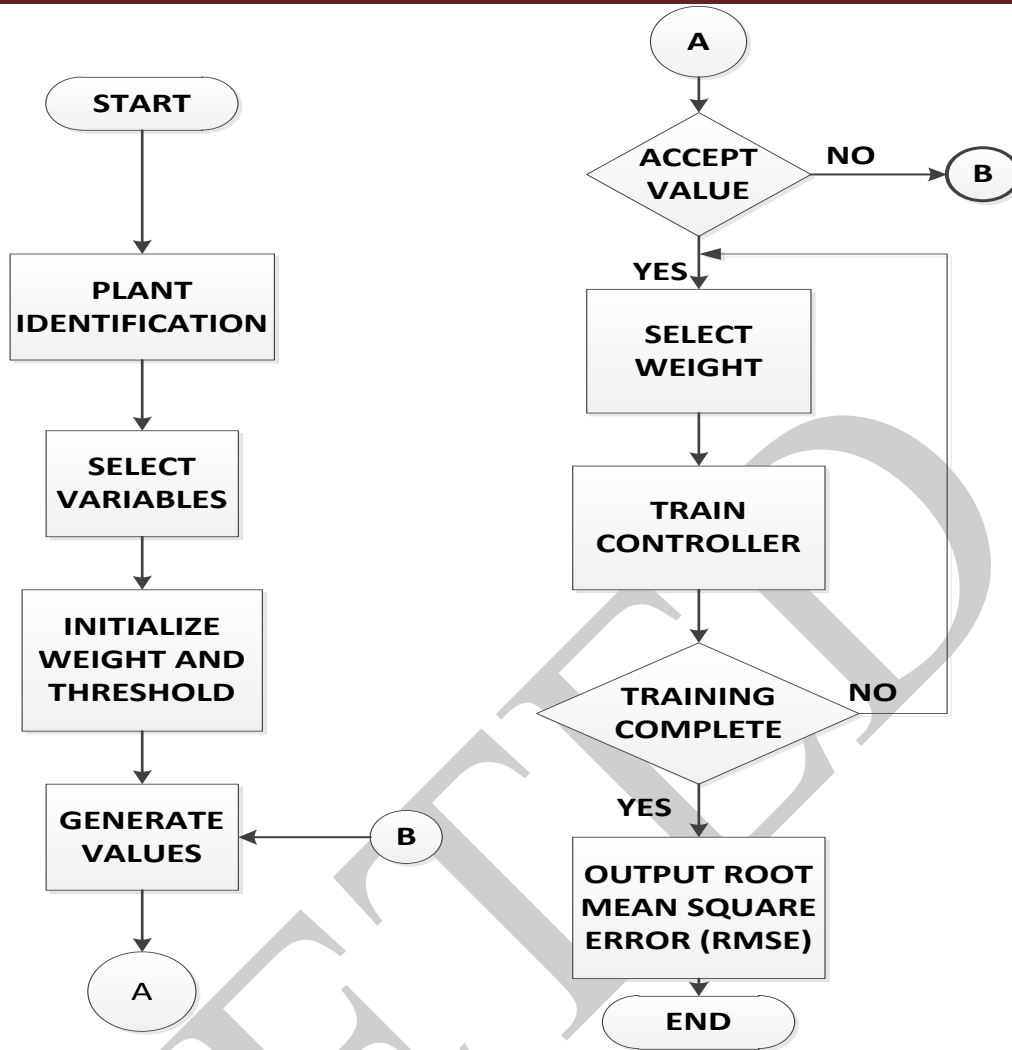 START
PLANT
IDENTIFICATION
SELECT
VARIABLES
INITIALIZE
WEIGHT AND
THRESHOLD
GENERATE
VALUES
B
A
A
ACCEPT
VALUE
NO
B
YES
SELECT
WEIGHT
TRAIN
CONTROLLER
TRAINING
COMPLETE
NO
YES
OUTPUT ROOT
MEAN SQUARE
ERROR (RMSE)
END